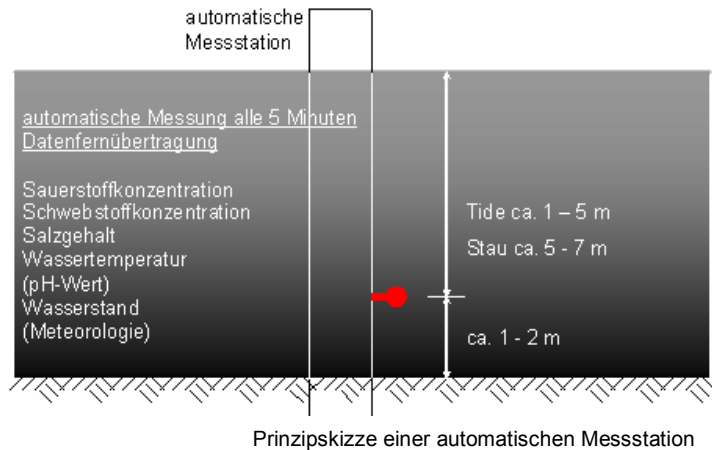 automatische
Messstation
automatische Messung alle 5 Minuten
Datenfernübertragung
Sauerstoffkonzentration
Schwebstoffkonzentration
Salzgehalt
Wassertemperatur
(pH-Wert)
Wasserstand
(Meteorologie)
Tide ca. 1 – 5 m
Stau ca. 5 - 7 m
ca. 1 - 2 m
Prinzipskizze einer automatischen Messstation